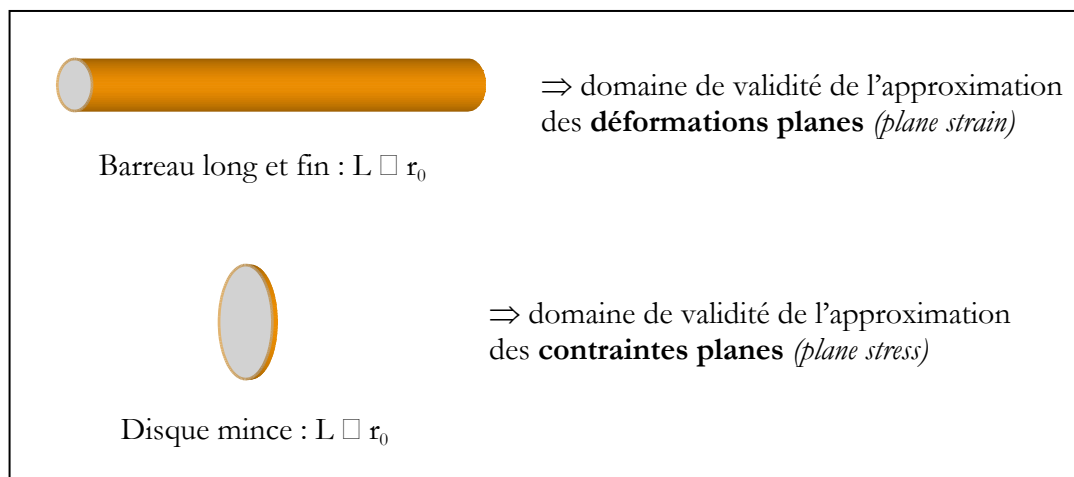 ⇒ domaine de validité de l'approximation
des déformations planes (plane strain)
Barreau long et fin : L □ r₀
⇒ domaine de validité de l'approximation
des contraintes planes (plane stress)
Disque mince : L □ r₀